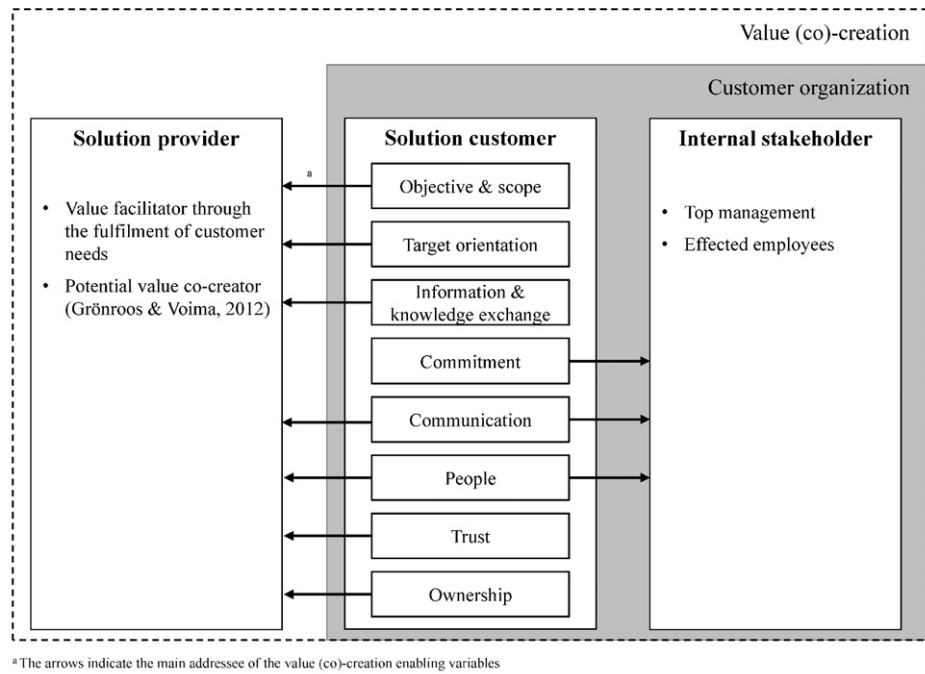 Value (co)-creation
Customer organization
Solution provider
• Value facilitator through
the fulfilment of customer
needs
• Potential value co-creator
(Grönroos & Voima, 2012)
Solution customer
a
Objective & scope
Target orientation
Information &
knowledge exchange
Commitment
Communication
People
Trust
Ownership
Internal stakeholder
• Top management
• Effected employees
a The arrows indicate the main addressee of the value (co)-creation enabling variables